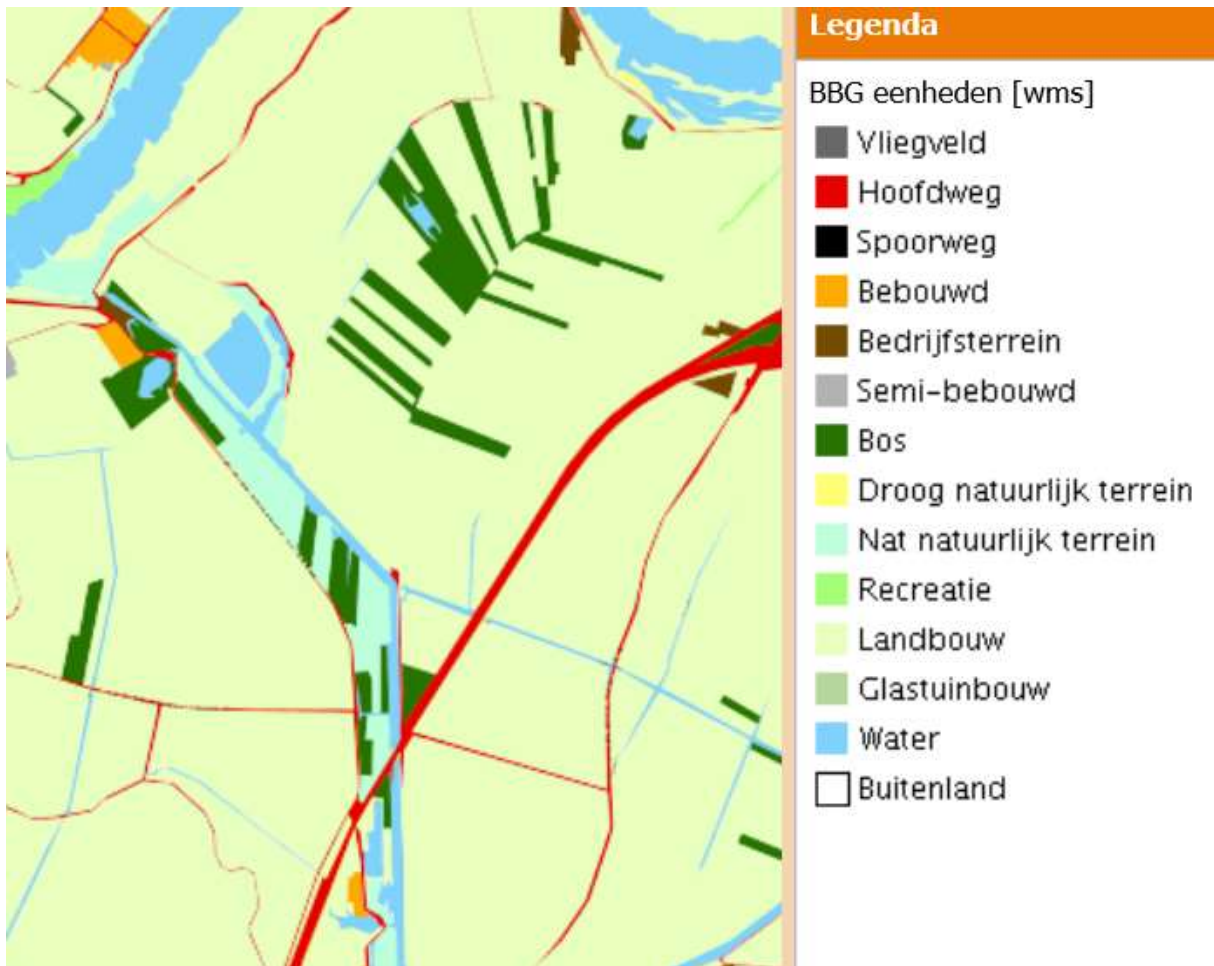 Legenda
BBG eenheden [wms]
Vliegveld
Hoofdweg
Spoorweg
Bebouwd
Bedrijfsterrein
Semi-bebouwd
Bos
Droog natuurlijk terrein
Nat natuurlijk terrein
Recreatie
Landbouw
Glastuinbouw
Water
Buitenland